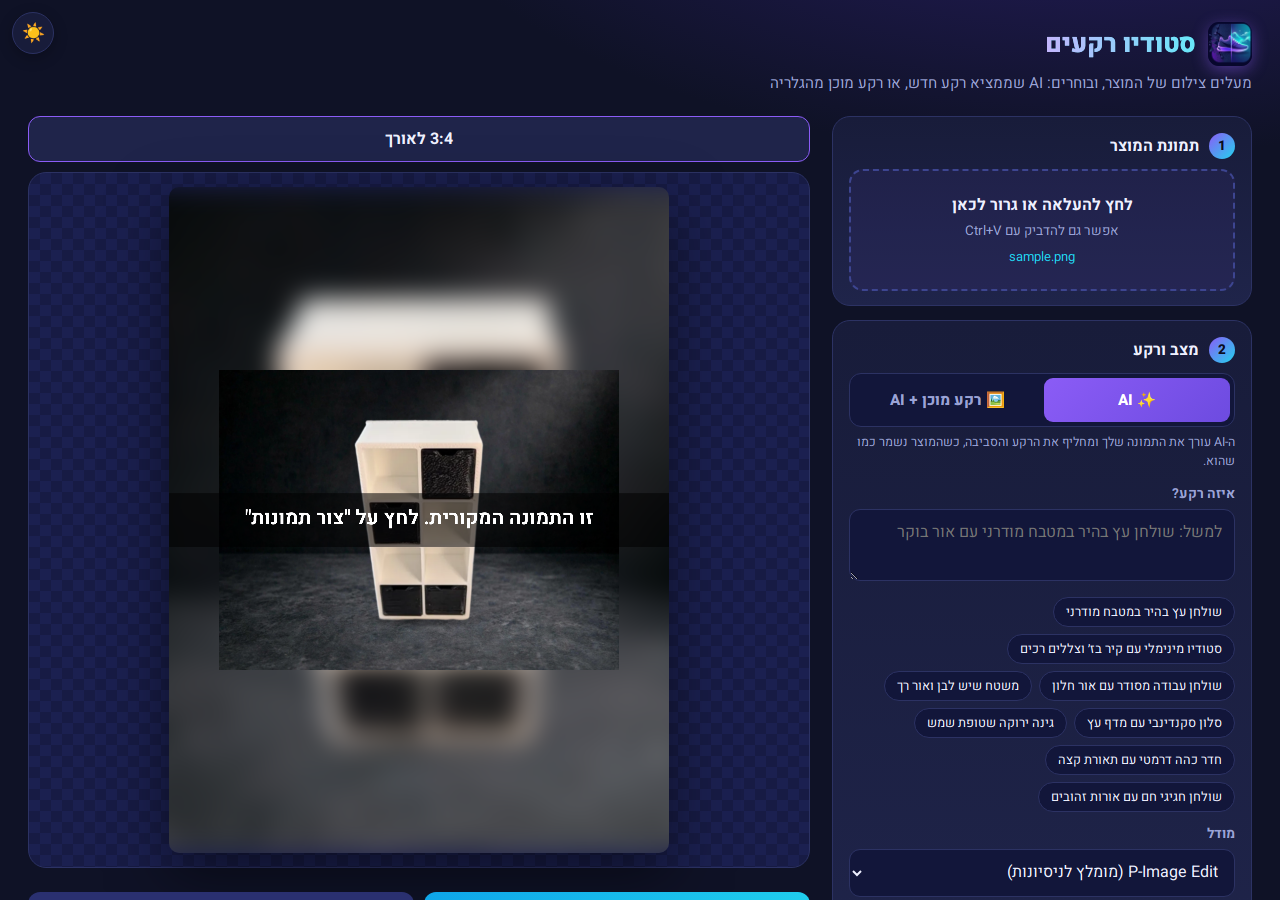 סטודיו רקעים
מעלים צילום של המוצר, ובוחרים: AI שממציא רקע חדש, או רקע מוכן מהגלריה
1 תמונת המוצר
לחץ להעלאה או גרור לכאן
אפשר גם להדביק עם Ctrl+V
sample.png
2 מצב ורקע
✨ AI
🖼️ רקע מוכן + AI
ה-AI עורך את התמונה שלך ומחליף את הרקע והסביבה, כשהמוצר נשמר כמו
שהוא.
איזה רקע?
למשל: שולחן עץ בהיר במטבח מודרני עם אור בוקר
שולחן עץ בהיר במטבח מודרני
סטודיו מינימלי עם קיר בז׳ וצללים רכים
שולחן עבודה מסודר עם אור חלון
משטח שיש לבן ואור רך
סלון סקנדינבי עם מדף עץ
גינה ירוקה שטופת שמש
חדר כהה דרמטי עם תאורת קצה
שולחן חגיגי חם עם אורות זהובים
מודל
P-Image Edit (מומלץ לניסיונות)
3:4 לאורך
זו התמונה המקורית. לחץ על "צור תמונות"